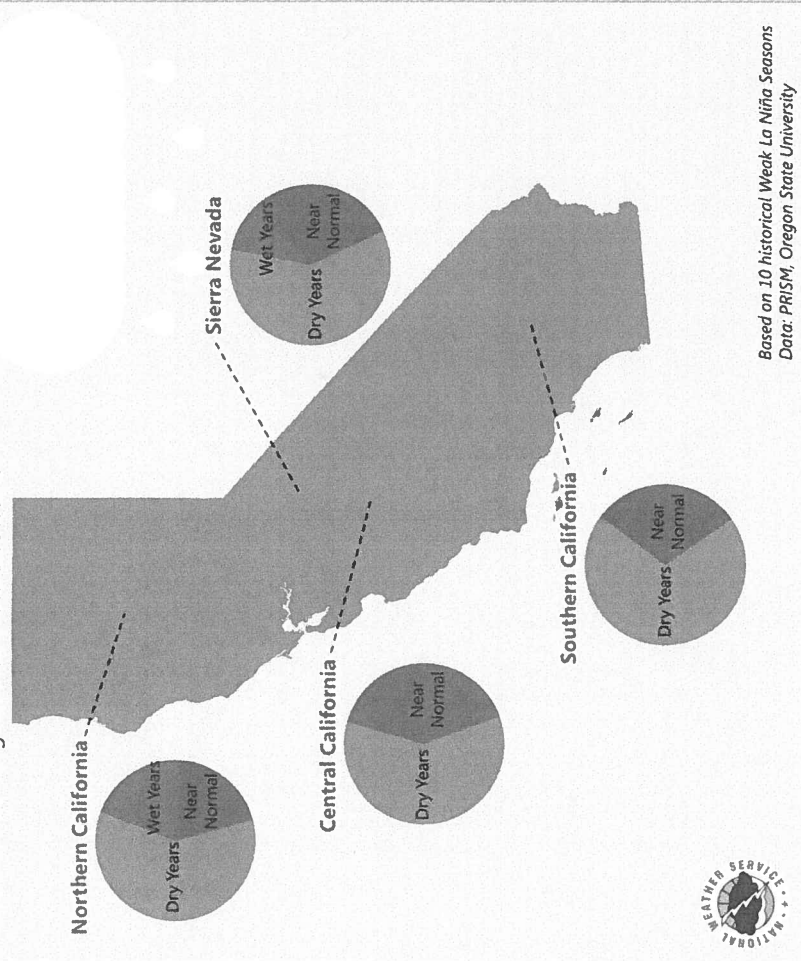 Northern California
Wet Years
Dry Years
Near
Normal
Sierra Nevada
Wet Years
Dry Years
Near
Normal
Central California
Dry Years
Near
Normal
Southern California
Dry Years
Near
Normal
NATIONAL WEATHER SERVICE
Based on 10 historical Weak La Niña Seasons
Data: PRISM, Oregon State University